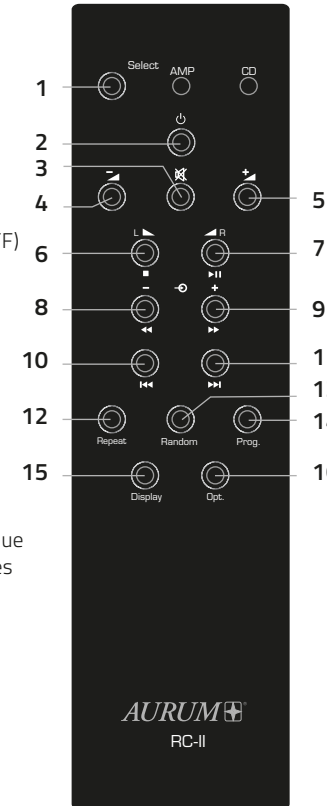 Select AMP CD
1
2
3
4
5
L R
F)
6
7
8
9
10
12
Repeat Random Prog.
15
Display Opt.
ue
es
AURUM
RC-II